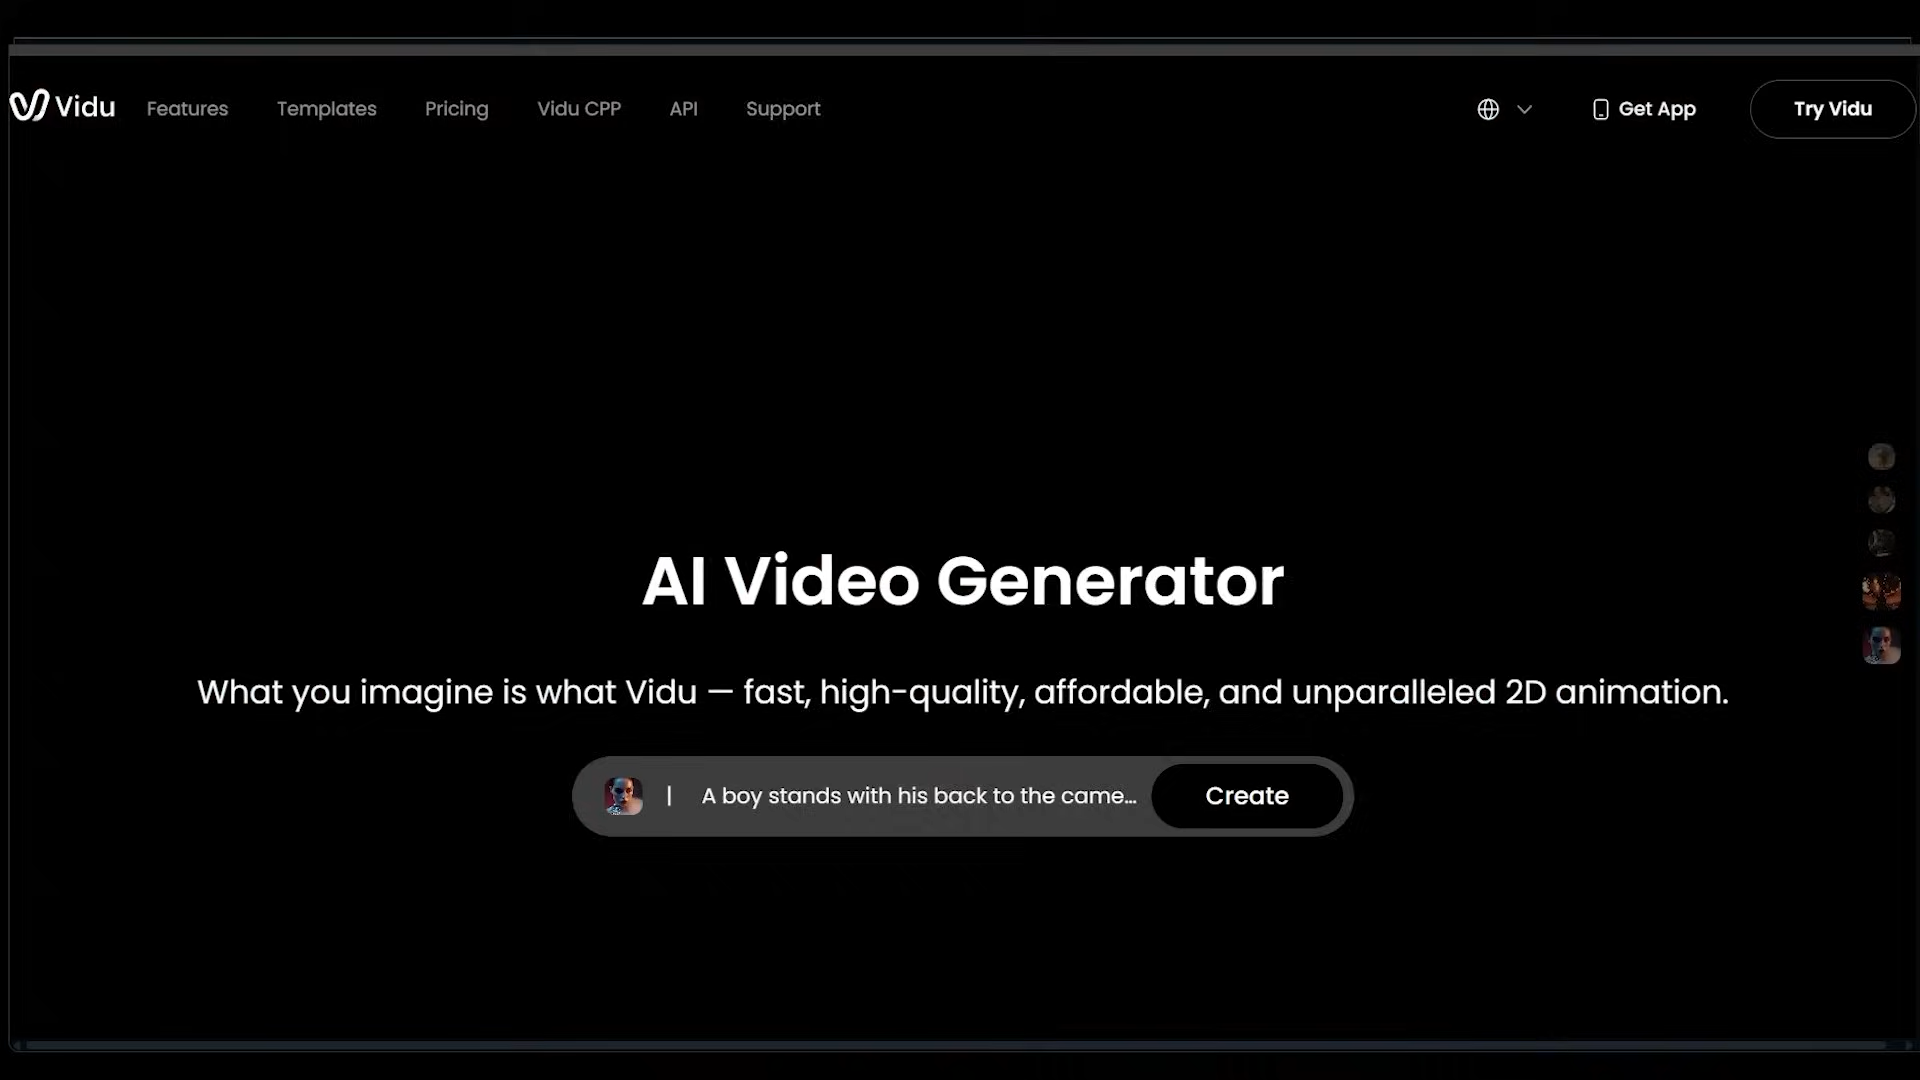 Vidu Features Templates Pricing Vidu CPP API Support Get App Try Vidu
AI Video Generator
What you imagine is what Vidu — fast, high-quality, affordable, and unparalleled 2D animation.
| A boy stands with his back to the came... Create